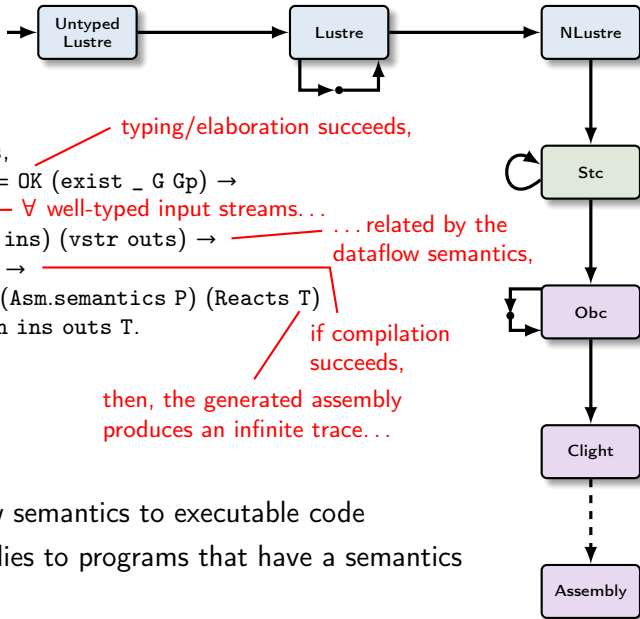 Untyped
Lustre
Lustre
NLustre
typing/elaboration succeeds,
= OK (exist _ G Gp) →
Stc
∀ well-typed input streams...
ins) (vstr outs) →
...related by the
dataflow semantics,
→
(Asm.semantics P) (Reacts T)
Obc
ins outs T.
if compilation
succeeds,
then, the generated assembly
produces an infinite trace...
Clight
semantics to executable code
to programs that have a semantics
Assembly